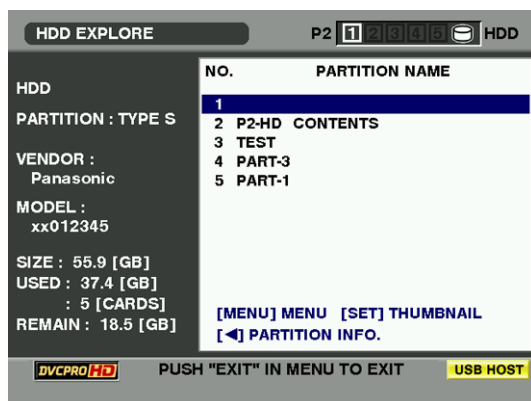 HDD EXPLORE
P2 1 2 3 4 5 HDD
HDD
PARTITION : TYPE S
VENDOR :
Panasonic
MODEL :
xx012345
SIZE : 55.9 [GB]
USED : 37.4 [GB]
: 5 [CARDS]
REMAIN : 18.5 [GB]
NO. PARTITION NAME
1
2 P2-HD CONTENTS
3 TEST
4 PART-3
5 PART-1
[MENU] MENU [SET] THUMBNAIL
[◀] PARTITION INFO.
DVCPRO HD PUSH "EXIT" IN MENU TO EXIT USB HOST